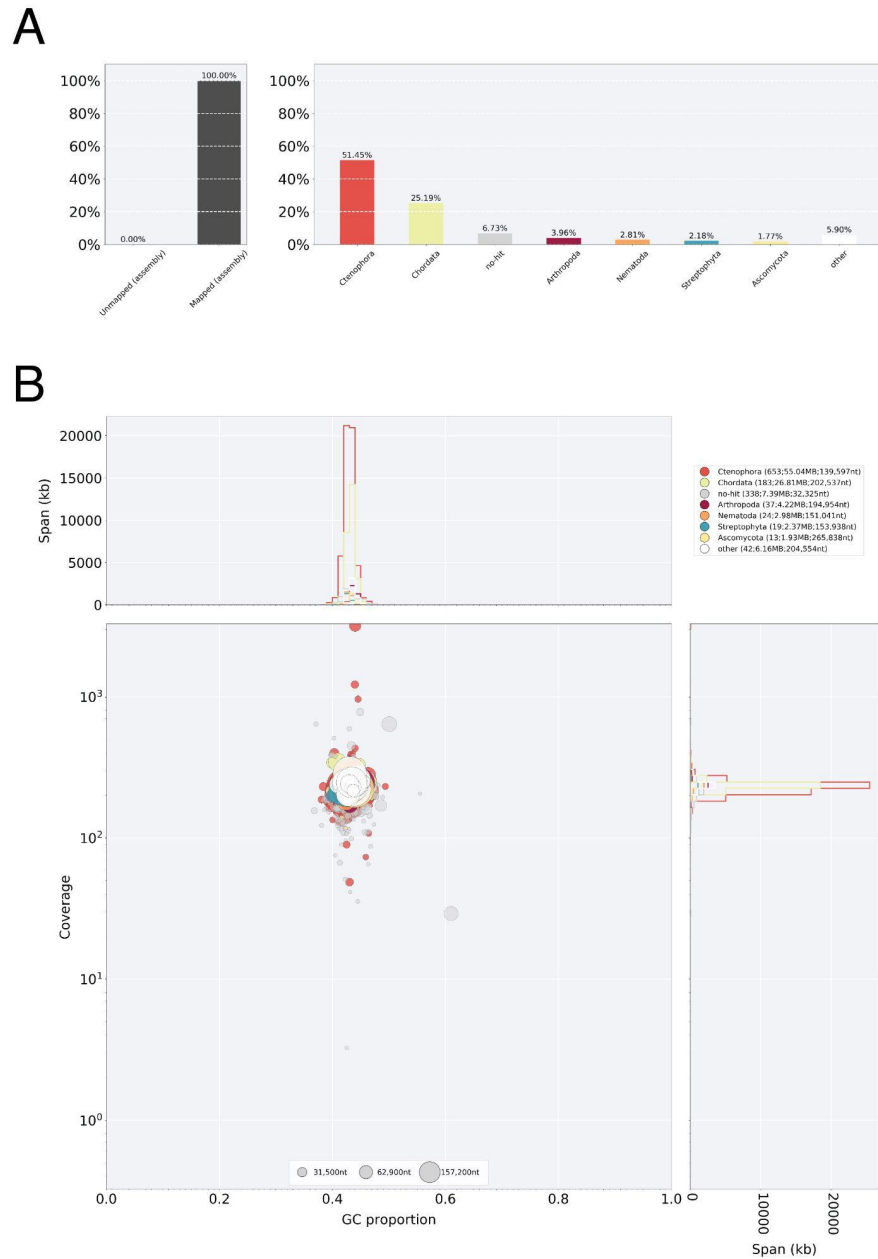 A
100%
80%
60%
40%
20%
0%
0.00%
100.00%
Unmapped (assembly)
Mapped (assembly)
100%
80%
60%
40%
20%
0%
51.45%
25.19%
6.73%
3.96%
2.81%
2.18%
1.77%
5.90%
Ctenophora
Chordata
no-hit
Arthropoda
Nematoda
Streptophyta
Ascomycota
other
B
Span (kb)
20000
15000
10000
5000
0
Ctenophora (653;55.04MB;139,597nt)
Chordata (183;26.81MB;202,537nt)
no-hit (338;7.39MB;32,325nt)
Arthropoda (37;4.22MB;194,954nt)
Nematoda (24;2.98MB;151,041nt)
Streptophyta (19;2.37MB;153,938nt)
Ascomycota (13;1.93MB;265,838nt)
other (42;6.16MB;204,554nt)
Coverage
10³
10²
10¹
10⁰
31,500nt
62,900nt
157,200nt
0.0
0.2
0.4
0.6
0.8
1.0
GC proportion
0
10000
20000
Span (kb)